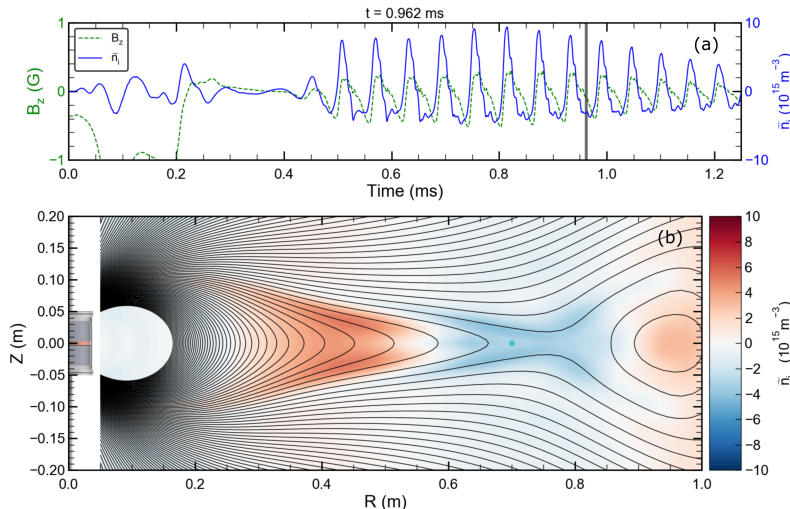 t = 0.962 ms
B_z
ñ_i
(a)
B_z (G)
1
0
−1
10
0
−10
ñ_i (10^15 m^−3)
0.0 0.2 0.4 0.6 0.8 1.0 1.2
Time (ms)
(b)
Z (m)
0.20
0.15
0.10
0.05
0.00
−0.05
−0.10
−0.15
−0.20
0.0 0.2 0.4 0.6 0.8 1.0
R (m)
10
8
6
4
2
0
−2
−4
−6
−8
−10
ñ_i (10^15 m^−3)